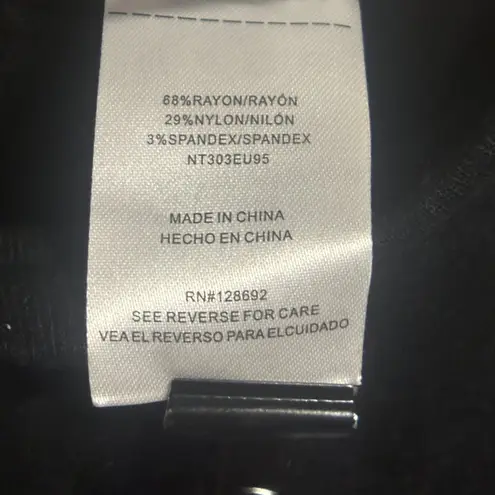 68%RAYON/RAYÓN
29%NYLON/NILÓN
3%SPANDEX/SPANDEX
NT303EU95
MADE IN CHINA
HECHO EN CHINA
RN#128692
SEE REVERSE FOR CARE
VEA EL REVERSO PARA ELCUIDADO